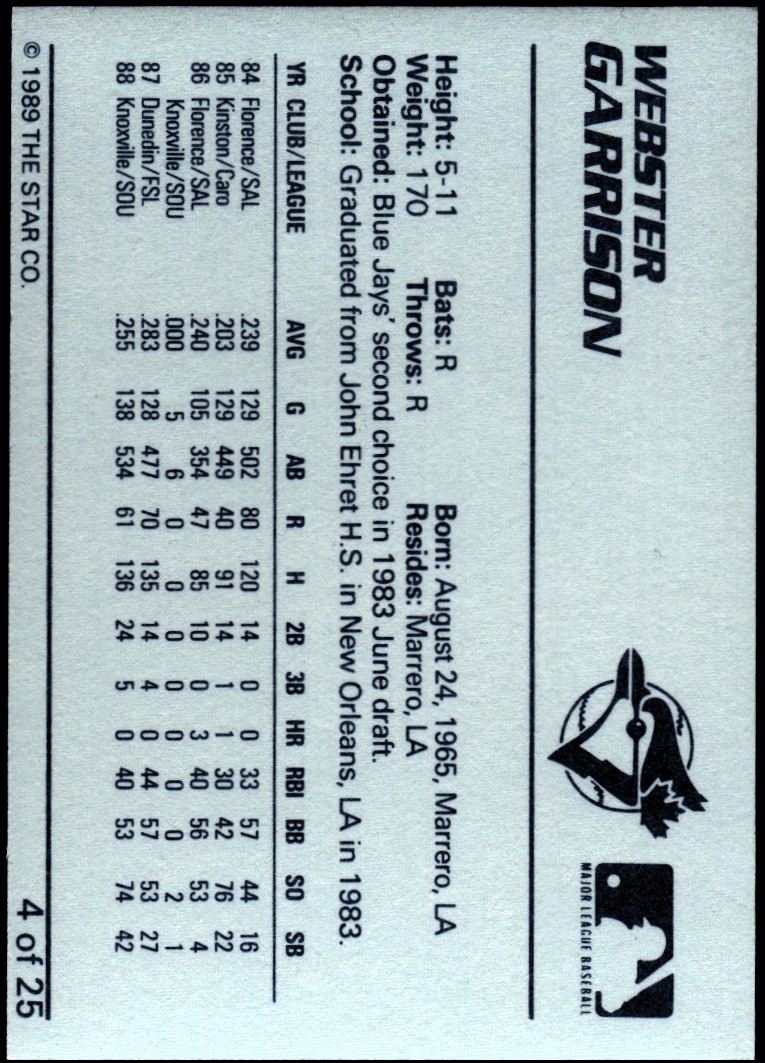 WEBSTER
GARRISON
MAJOR LEAGUE BASEBALL
Height: 5-11 Bats: R Born: August 24, 1965, Marrero, LA
Weight: 170 Throws: R Resides: Marrero, LA
Obtained: Blue Jays' second choice in 1983 June draft.
School: Graduated from John Ehret H.S. in New Orleans, LA in 1983.
YR CLUB/LEAGUE AVG G AB R H 2B 3B HR RBI BB SO SB
84 Florence/SAL .239 129 502 80 120 14 0 0 33 57 44 16
85 Kinston/Caro .203 129 449 40 91 14 1 1 30 42 76 22
86 Florence/SAL .240 105 354 47 85 10 0 3 40 56 53 4
Knoxville/SOU .000 5 6 0 0 0 0 0 0 0 2 1
87 Dunedin/FSL .283 128 477 70 135 14 4 0 44 57 53 27
88 Knoxville/SOU .255 138 534 61 136 24 5 0 40 53 74 42
© 1989 THE STAR CO. 4 of 25